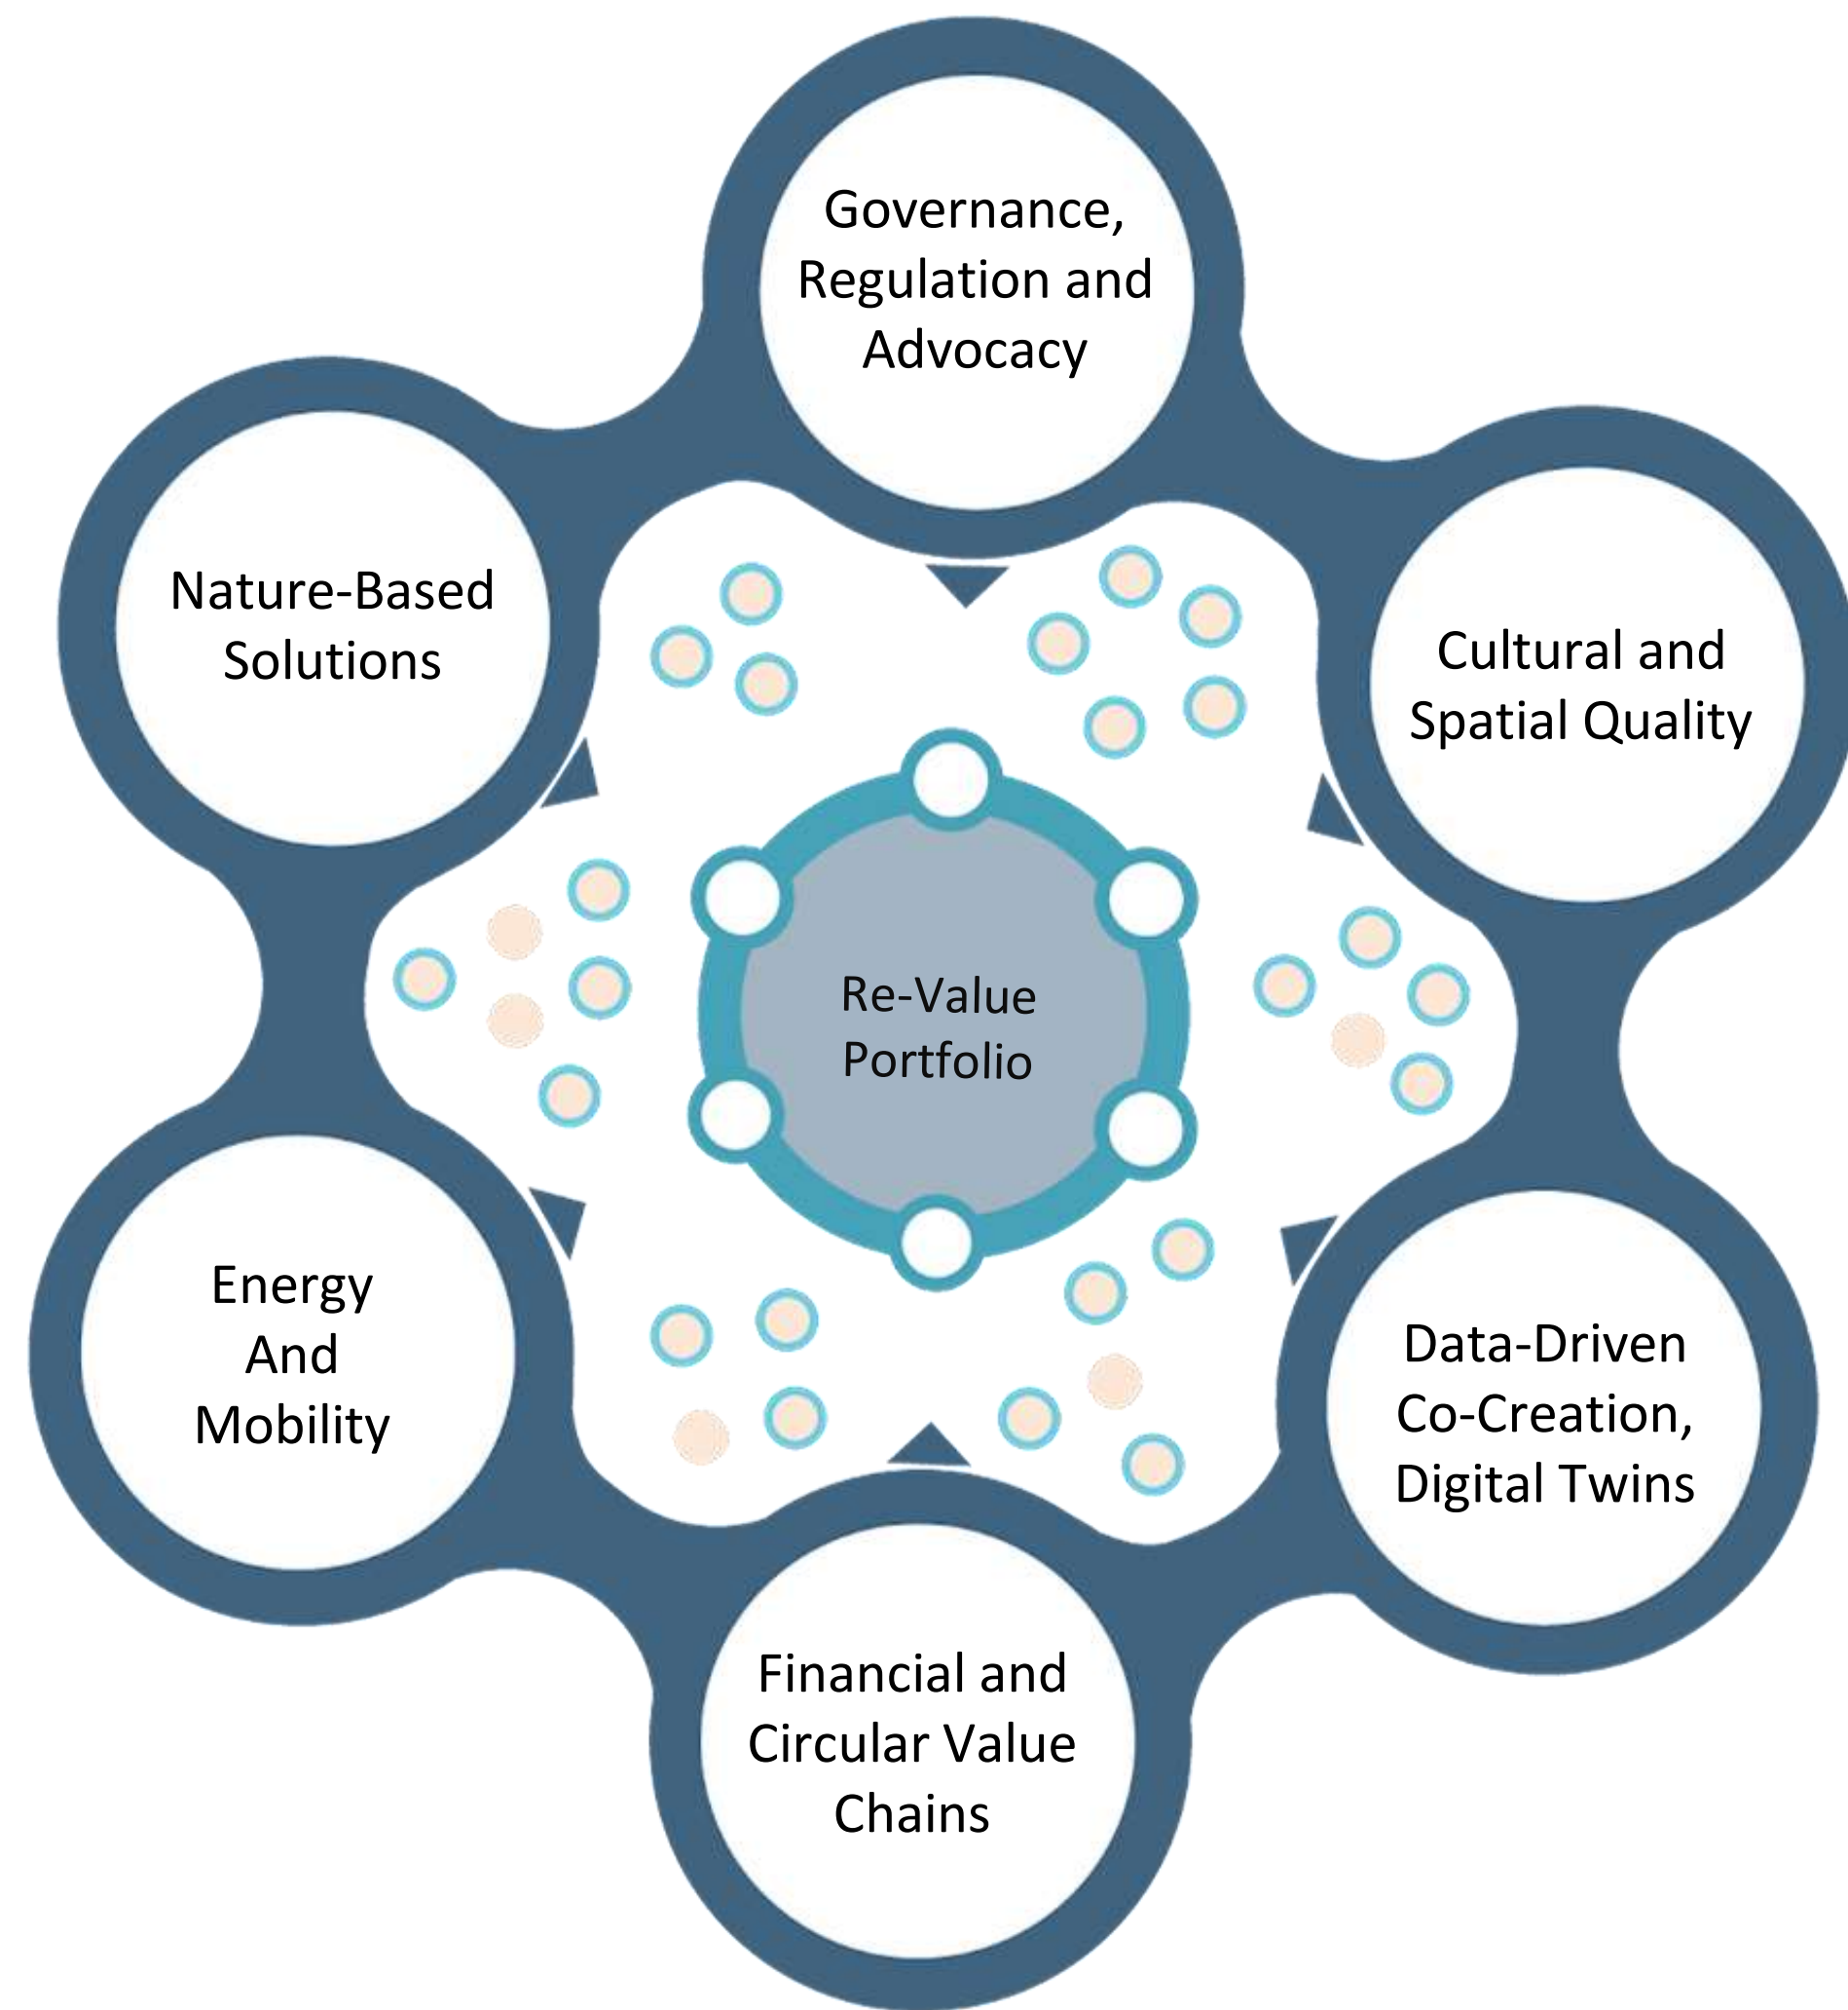 Governance,
Regulation and
Advocacy
Nature-Based
Solutions
Cultural and
Spatial Quality
Re-Value
Portfolio
Energy
And
Mobility
Data-Driven
Co-Creation,
Digital Twins
Financial and
Circular Value
Chains